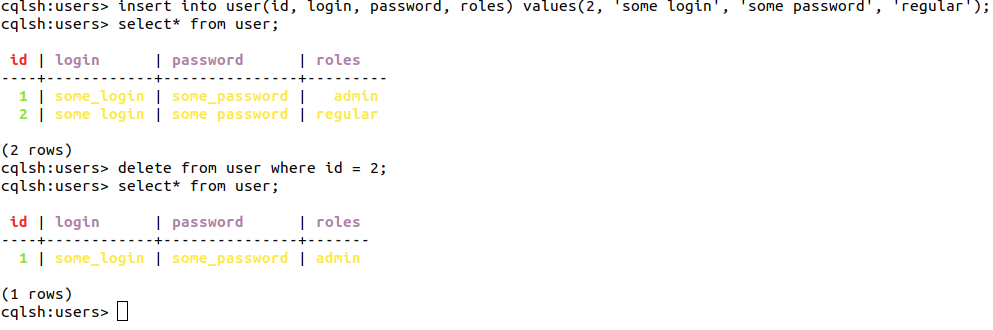 cqlsh:users> insert into user(id, login, password, roles) values(2, 'some login', 'some password', 'regular');
cqlsh:users> select* from user;
 id | login      | password      | roles
----+------------+---------------+---------
  1 | some_login | some_password |   admin
  2 | some login | some password | regular
(2 rows)
cqlsh:users> delete from user where id = 2;
cqlsh:users> select* from user;
 id | login      | password      | roles
----+------------+---------------+-------
  1 | some_login | some_password | admin
(1 rows)
cqlsh:users>